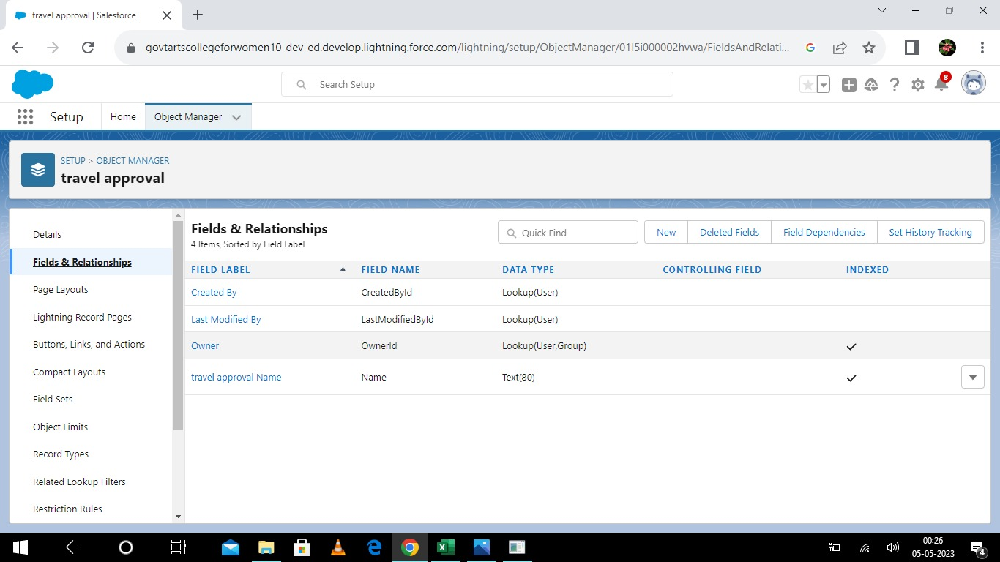 travel approval | Salesforce
govtartscollegeforwomen10-dev-ed.develop.lightning.force.com/lightning/setup/ObjectManager/01I5i000002hvwa/FieldsAndRelati...
Search Setup
8
Setup
Home
Object Manager
SETUP > OBJECT MANAGER
travel approval
Details
Fields & Relationships
Page Layouts
Lightning Record Pages
Buttons, Links, and Actions
Compact Layouts
Field Sets
Object Limits
Record Types
Related Lookup Filters
Restriction Rules
Fields & Relationships
4 Items, Sorted by Field Label
Quick Find
New
Deleted Fields
Field Dependencies
Set History Tracking
FIELD LABEL FIELD NAME DATA TYPE CONTROLLING FIELD INDEXED
Created By CreatedById Lookup(User)
Last Modified By LastModifiedById Lookup(User)
Owner OwnerId Lookup(User,Group)
travel approval Name Name Text(80)
00:26
05-05-2023
4